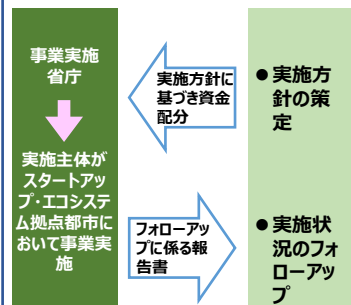 事業実施
省庁
実施主体が
スタートアッ
プ・エコシステ
ム拠点都市に
おいて事業実
施
実施方針に
基づき資金
配分
フォローアッ
プに係る報
告書
●実施方
針の策
定
●実施状
況のフォ
ローアッ
プ